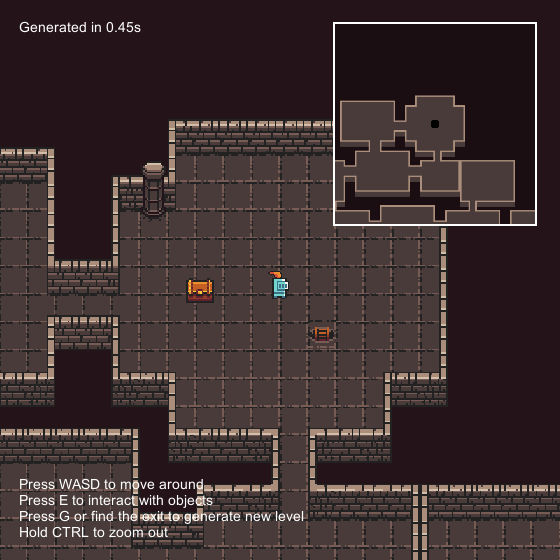 Generated in 0.45s
Press WASD to move around
Press E to interact with objects
Press G or find the exit to generate new level
Hold CTRL to zoom out